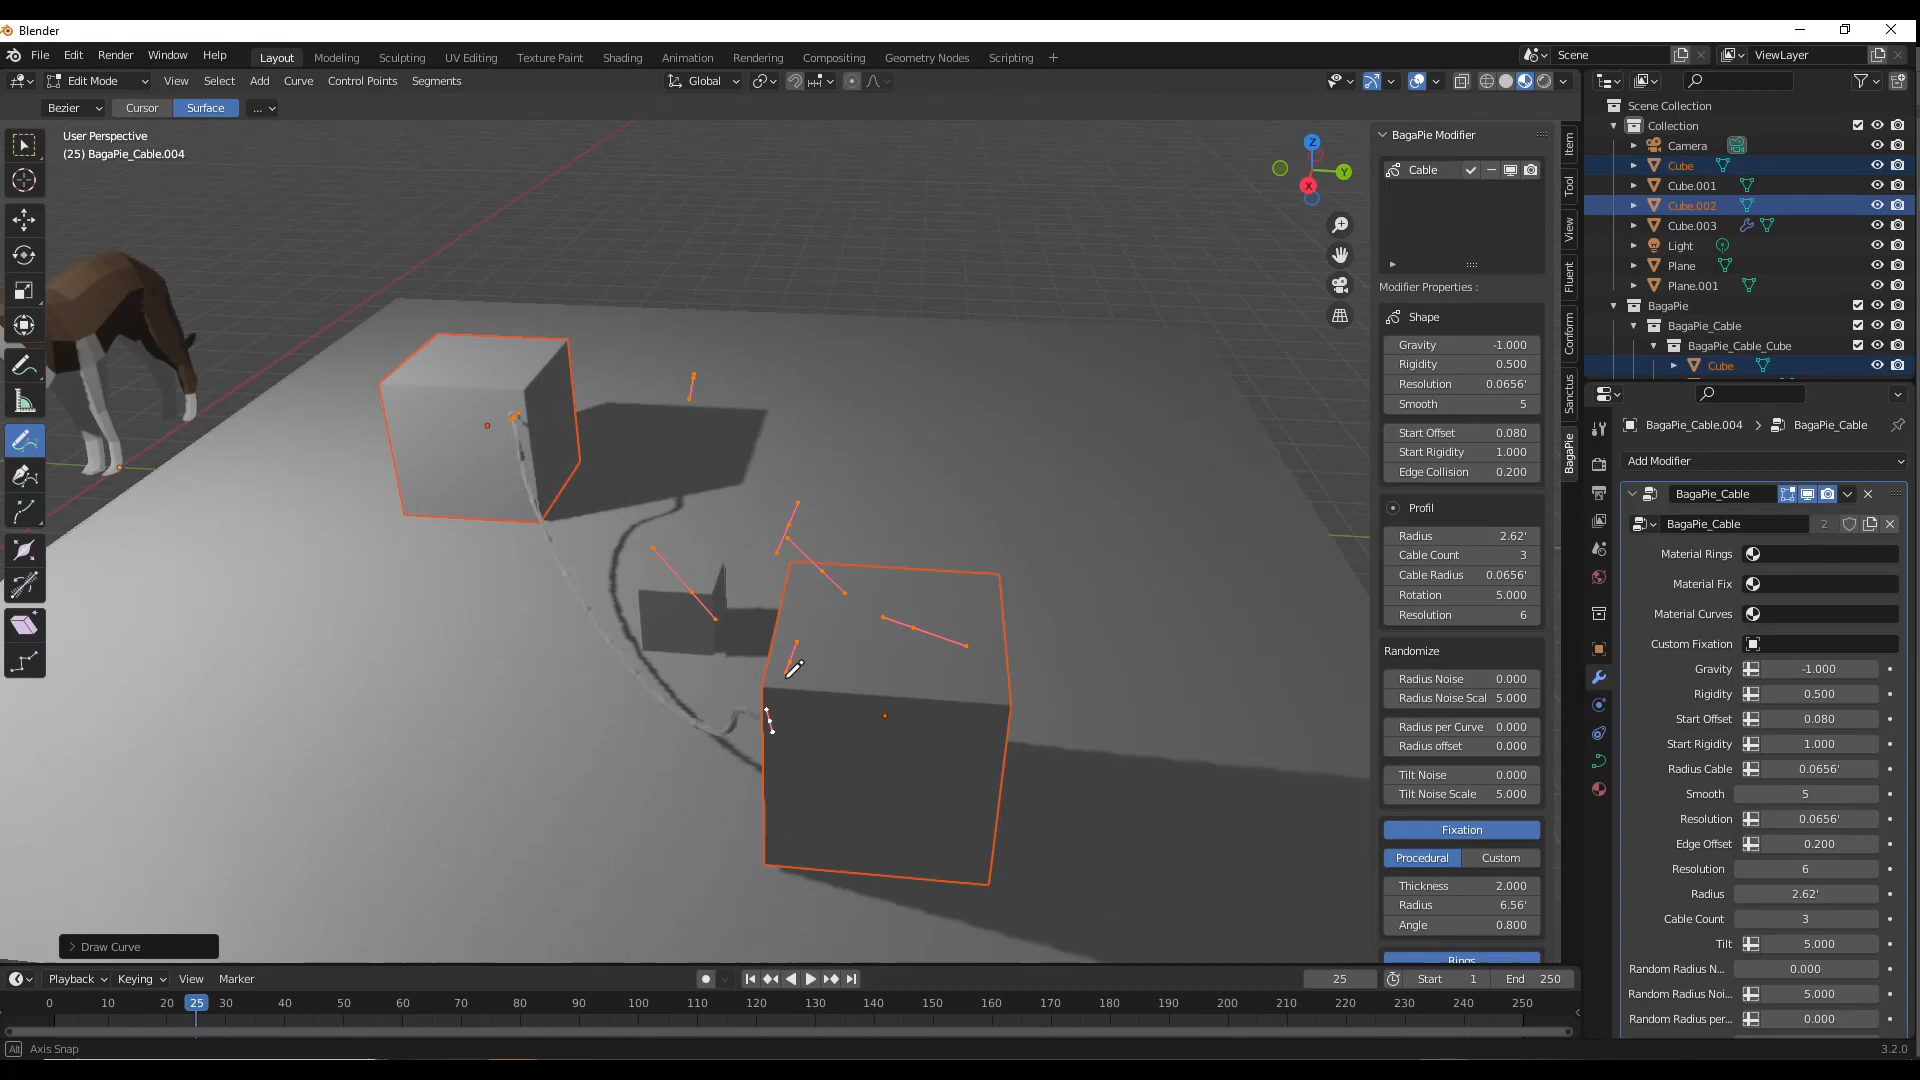 Blender
File Edit Render Window Help
Layout Modeling Sculpting UV Editing Texture Paint Shading Animation Rendering Compositing Geometry Nodes Scripting +
Scene
ViewLayer
Edit Mode View Select Add Curve Control Points Segments
Global
Bezier Cursor Surface ...
User Perspective
(25) BagaPie_Cable.004
Z
Y
X
BagaPie Modifier
Cable
Modifier Properties :
Shape
Gravity -1.000
Rigidity 0.500
Resolution 0.0656'
Smooth 5
Start Offset 0.080
Start Rigidity 1.000
Edge Collision 0.200
Profil
Radius 2.62'
Cable Count 3
Cable Radius 0.0656'
Rotation 5.000
Resolution 6
Randomize
Radius Noise 0.000
Radius Noise Scal 5.000
Radius per Curve 0.000
Radius offset 0.000
Tilt Noise 0.000
Tilt Noise Scale 5.000
Fixation
Procedural Custom
Thickness 2.000
Radius 6.56'
Angle 0.800
Rings
Item
Tool
View
Fluent
Conform
Sanctus
BagaPie
Scene Collection
Collection
Camera
Cube
Cube.001
Cube.002
Cube.003
Light
Plane
Plane.001
BagaPie
BagaPie_Cable
BagaPie_Cable_Cube
Cube
BagaPie_Cable.004 > BagaPie_Cable
Add Modifier
BagaPie_Cable
BagaPie_Cable 2
Material Rings
Material Fix
Material Curves
Custom Fixation
Gravity -1.000
Rigidity 0.500
Start Offset 0.080
Start Rigidity 1.000
Radius Cable 0.0656'
Smooth 5
Resolution 0.0656'
Edge Offset 0.200
Resolution 6
Radius 2.62'
Cable Count 3
Tilt 5.000
Random Radius N... 0.000
Random Radius Noi... 5.000
Random Radius per... 0.000
Draw Curve
Playback Keying View Marker
25 Start 1 End 250
0 10 20 25 30 40 50 60 70 80 90 100 110 120 130 140 150 160 170 180 190 200 210 220 230 240 250
Alt Axis Snap
3.2.0